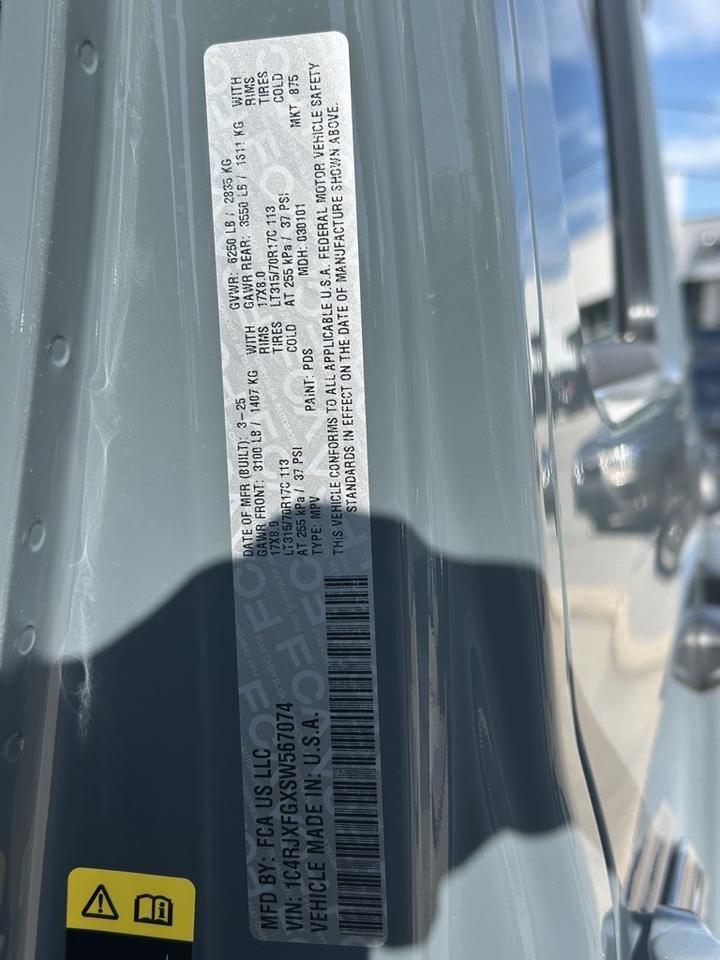 MFD BY: FCA US LLC
VIN: 1C4RJXFGXSW567074
VEHICLE MADE IN: U.S.A.
DATE OF MFR (BUILT): 3-25
GVWR: 6250 LB / 2835 KG
GAWR FRONT: 3100 LB / 1407 KG WITH
GAWR REAR: 3550 LB / 1611 KG WITH
17X8.0 RIMS
17X8.0 RIMS
LT315/70R17C 113 TIRES
LT315/70R17C 113 TIRES
AT 255 kPa / 37 PSI COLD
AT 255 kPa / 37 PSI COLD
TYPE: MPV PAINT: PDS MDH: 030101 MKT 875
THIS VEHICLE CONFORMS TO ALL APPLICABLE U.S.A. FEDERAL MOTOR VEHICLE SAFETY
STANDARDS IN EFFECT ON THE DATE OF MANUFACTURE SHOWN ABOVE.